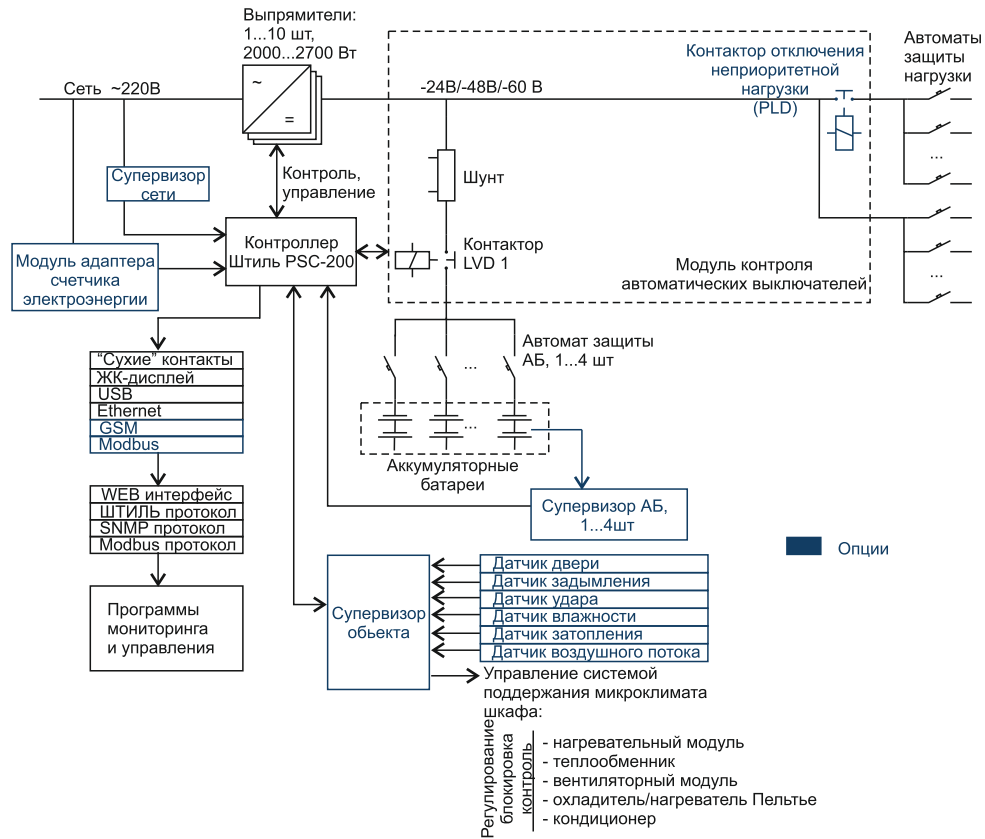 Выпрямители:
1...10 шт,
2000...2700 Вт
Сеть ~220В
~
=
-24В/-48В/-60 В
Контактор отключения
неприоритетной
нагрузки
(PLD)
Автоматы
защиты
нагрузки
...
...
Супервизор
сети
Контроль,
управление
Шунт
Модуль адаптера
счетчика
электроэнергии
Контроллер
Штиль PSC-200
Контактор
LVD 1
Модуль контроля
автоматических выключателей
“Сухие” контакты
ЖК-дисплей
USB
Ethernet
GSM
Modbus
Автомат защиты
АБ, 1...4 шт
...
...
Аккумуляторные
батареи
WEB интерфейс
ШТИЛЬ протокол
SNMP протокол
Modbus протокол
Супервизор АБ,
1...4шт
Опции
Программы
мониторинга
и управления
Супервизор
обьекта
Датчик двери
Датчик задымления
Датчик удара
Датчик влажности
Датчик затопления
Датчик воздушного потока
Управление системой
поддержания микроклимата
шкафа:
Регулирование
блокировка
контроль
- нагревательный модуль
- теплообменник
- вентиляторный модуль
- охладитель/нагреватель Пельтье
- кондиционер